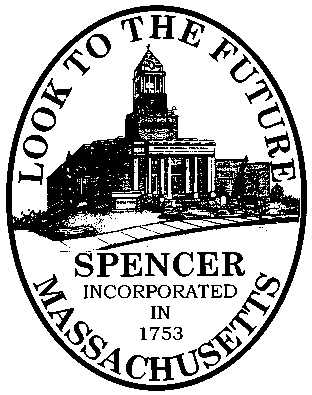 LOOK TO THE FUTURE
SPENCER
INCORPORATED
IN
1753
MASSACHUSETTS